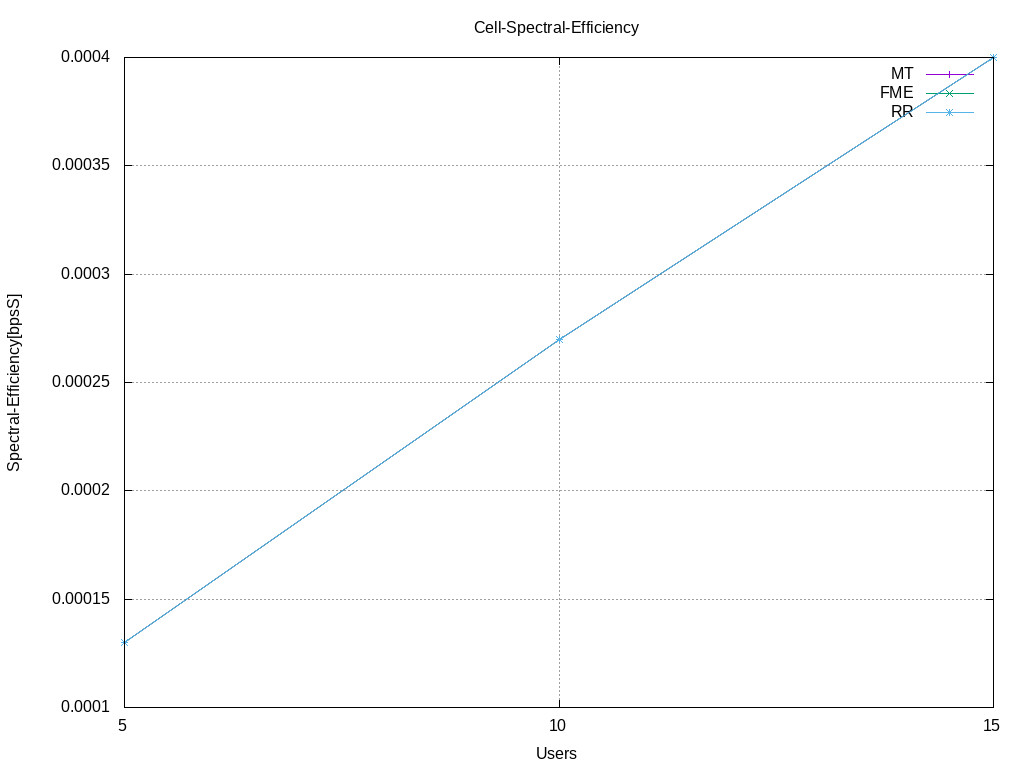 Cell-Spectral-Efficiency
0.0004
0.00035
0.0003
0.00025
0.0002
0.00015
0.0001
Spectral-Efficiency[bpsS]
MT
FME
RR
5
10
15
Users